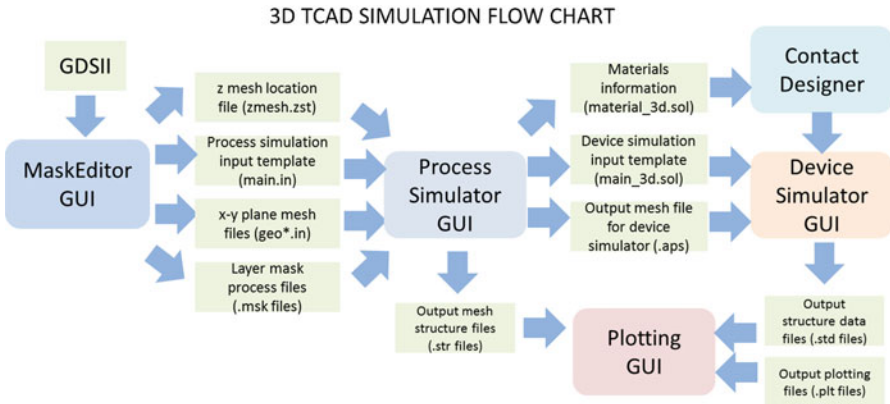 3D TCAD SIMULATION FLOW CHART
GDSII
MaskEditor
GUI
z mesh location
file (zmesh.zst)
Process simulation
input template
(main.in)
x-y plane mesh
files (geo*.in)
Layer mask
process files
(.msk files)
Process
Simulator
GUI
Materials
information
(material_3d.sol)
Device simulation
input template
(main_3d.sol)
Output mesh file
for device
simulator (.aps)
Contact
Designer
Device
Simulator
GUI
Output mesh
structure files
(.str files)
Plotting
GUI
Output
structure data
files (.std files)
Output plotting
files (.plt files)